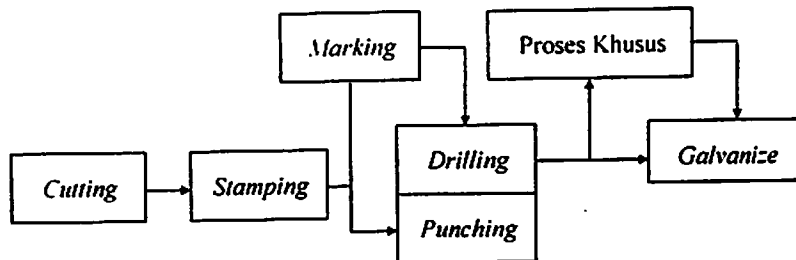 Marking
Proses Khusus
Cutting
Stamping
Drilling
Galvanize
Punching